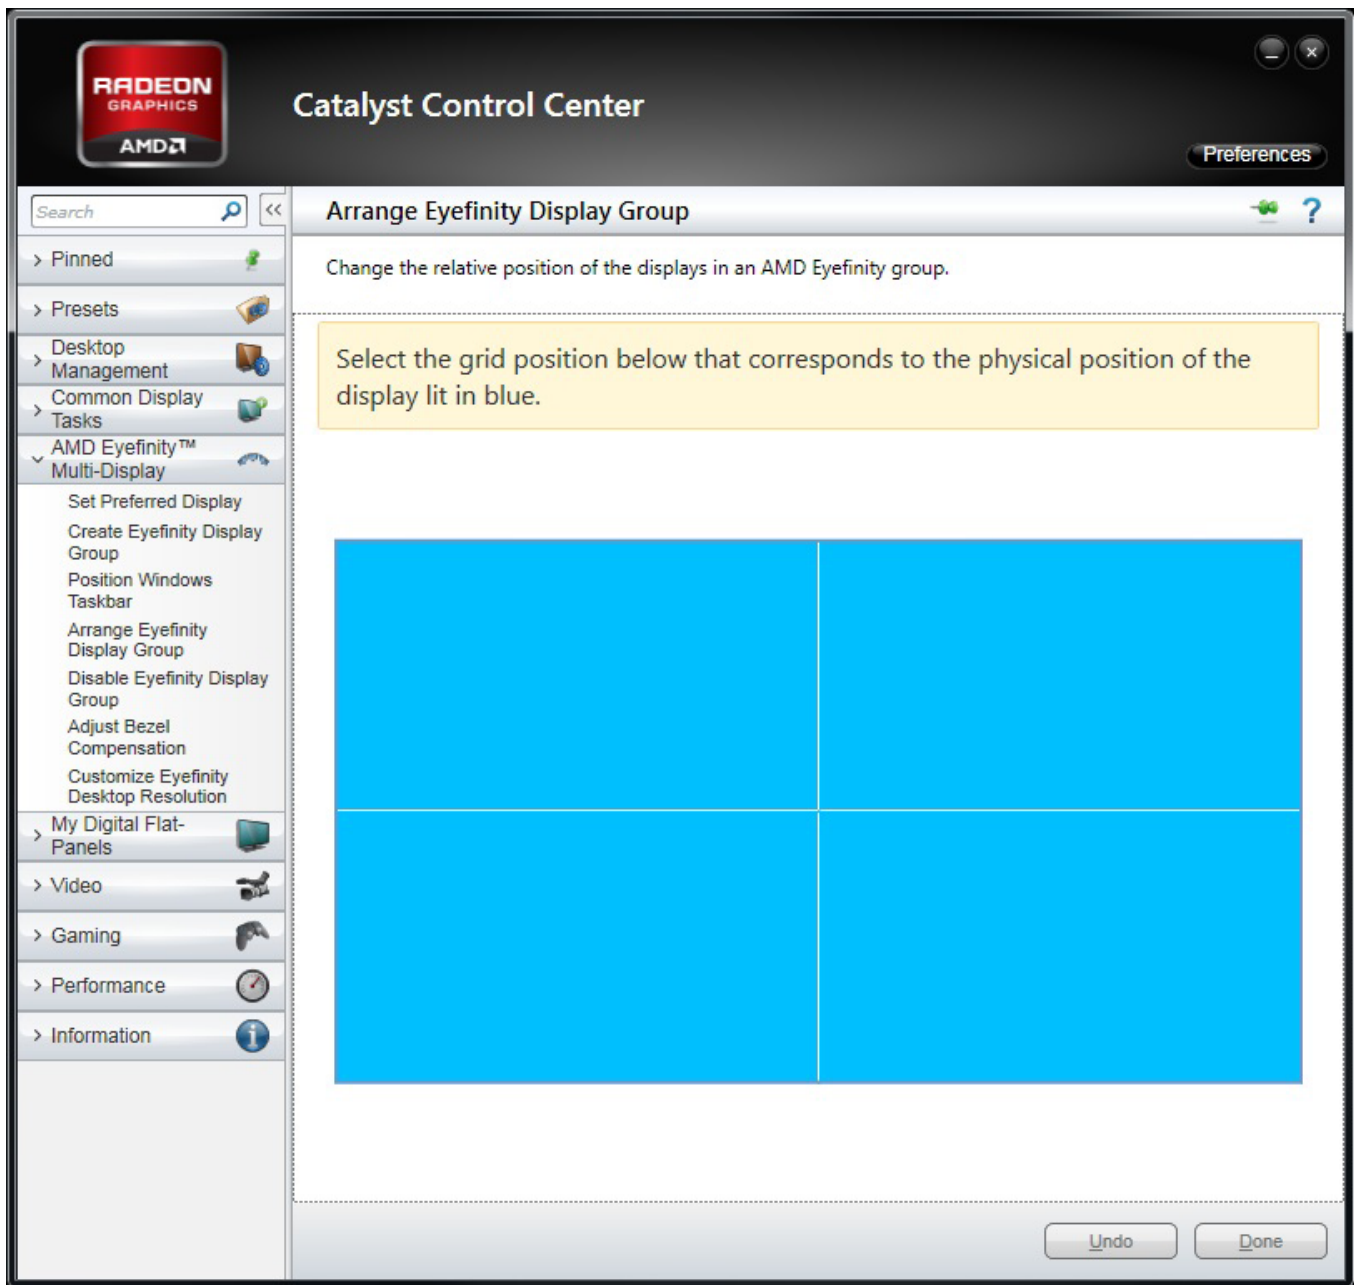 RADEON
GRAPHICS
AMD
Catalyst Control Center
Preferences
Search
<<
Arrange Eyefinity Display Group
?
> Pinned
Change the relative position of the displays in an AMD Eyefinity group.
> Presets
Desktop
Management
Common Display
Tasks
AMD Eyefinity™
Multi-Display
Select the grid position below that corresponds to the physical position of the
display lit in blue.
Set Preferred Display
Create Eyefinity Display
Group
Position Windows
Taskbar
Arrange Eyefinity
Display Group
Disable Eyefinity Display
Group
Adjust Bezel
Compensation
Customize Eyefinity
Desktop Resolution
My Digital Flat-
Panels
> Video
> Gaming
> Performance
> Information
Undo
Done